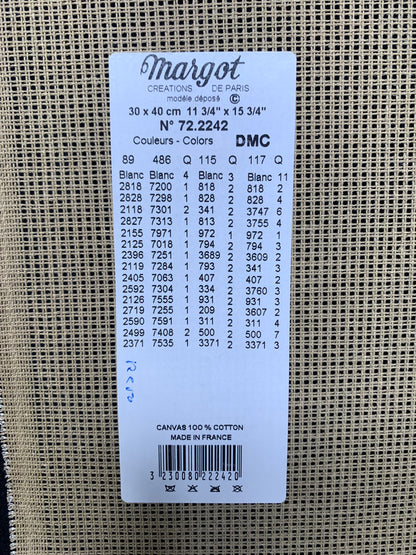 margot
CREATIONS DE PARIS
modèle déposé ©
30 x 40 cm 11 3/4" x 15 3/4"
N° 72.2242
Couleurs - Colors DMC
89 486 Q 115 Q 117 Q
Blanc Blanc 4 Blanc 3 Blanc 11
2818 7200 1 818 2 818 2
2828 7298 1 828 2 828 4
2118 7301 2 341 2 3747 6
2827 7313 1 813 2 3755 4
2155 7971 1 972 1 972 1
2125 7018 1 794 2 794 3
2396 7251 1 3689 2 3609 2
2119 7284 1 793 2 341 3
2405 7063 1 407 2 407 2
2592 7304 1 334 2 3760 3
2126 7555 1 931 2 931 3
2719 7255 1 209 2 3607 2
2590 7591 1 311 2 311 4
2499 7408 2 500 2 500 7
2371 7535 1 3371 2 3371 3
CANVAS 100 % COTTON
MADE IN FRANCE
3 230080 222420